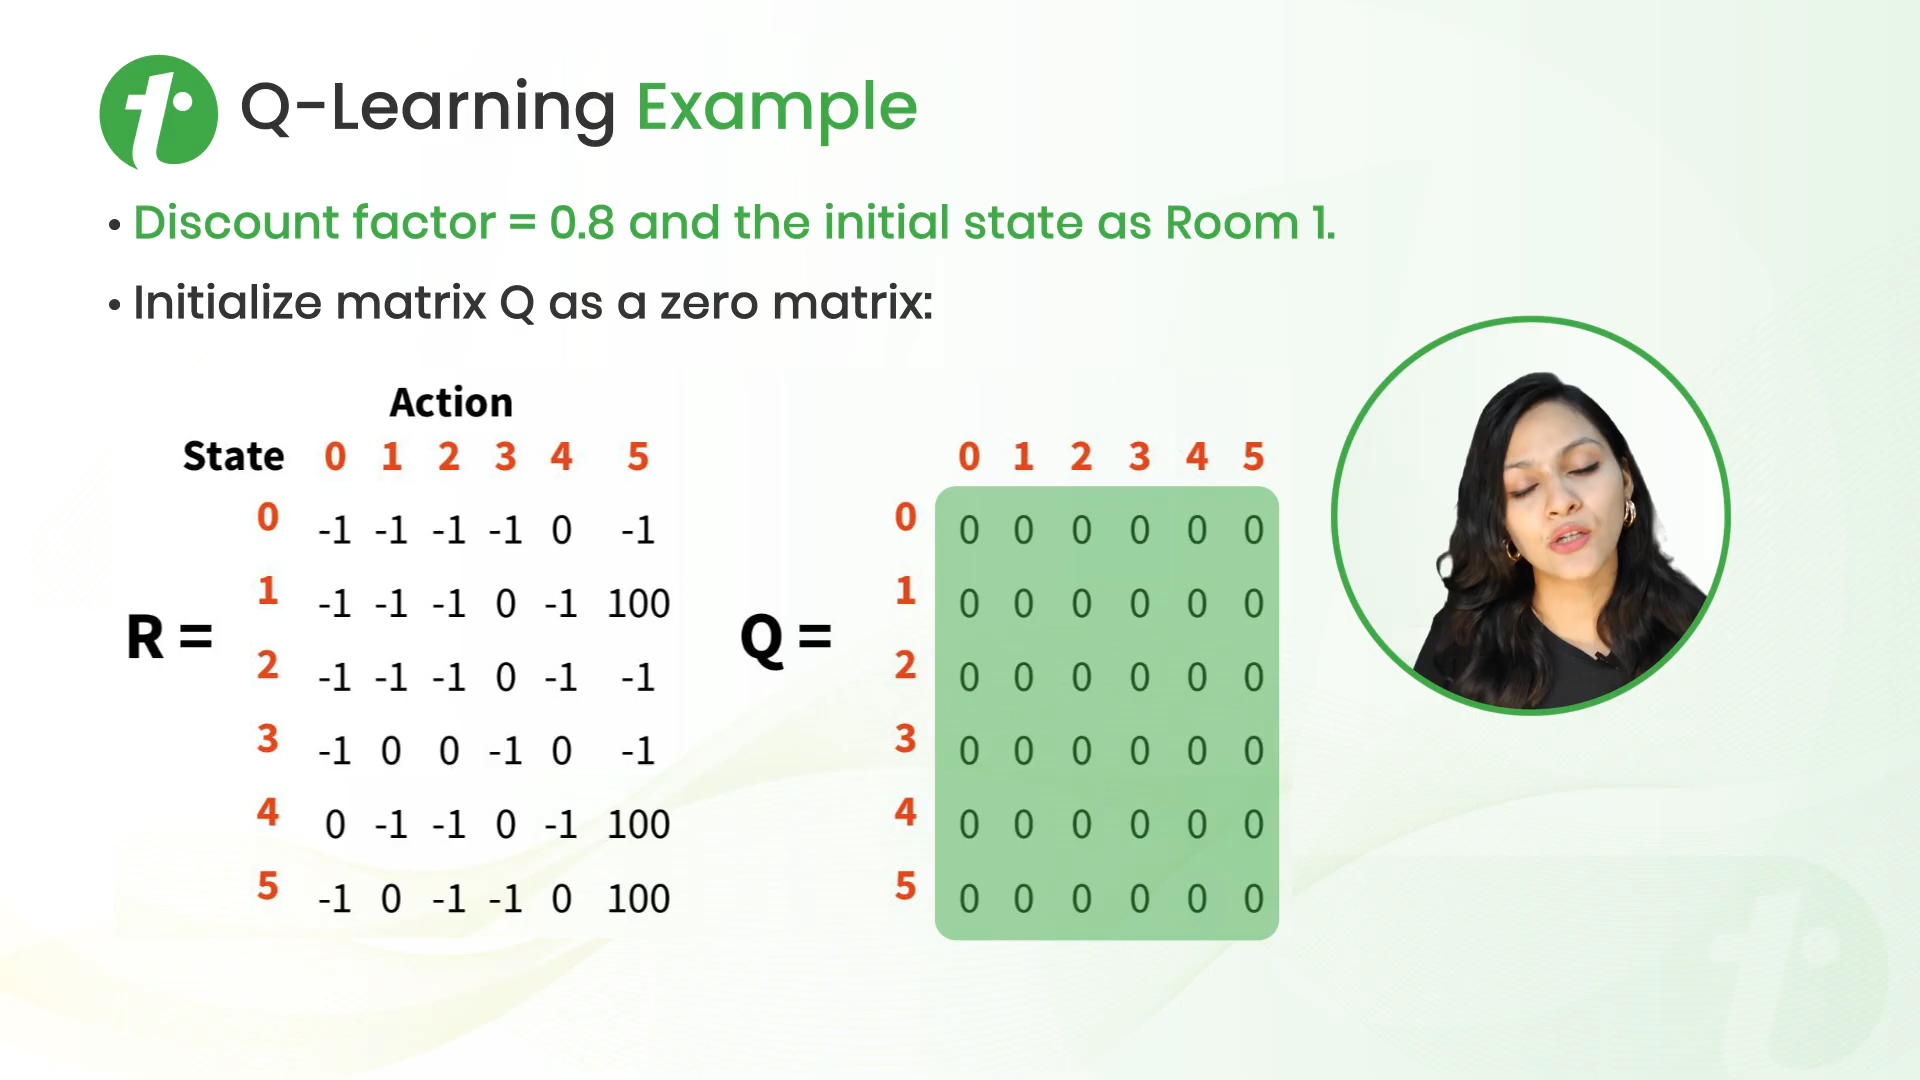 Q-Learning Example
• Discount factor = 0.8 and the initial state as Room 1.
• Initialize matrix Q as a zero matrix:
Action
State 0 1 2 3 4 5
0 -1 -1 -1 -1 0 -1
1 -1 -1 -1 0 -1 100
R =
2 -1 -1 -1 0 -1 -1
3 -1 0 0 -1 0 -1
4 0 -1 -1 0 -1 100
5 -1 0 -1 -1 0 100
0 1 2 3 4 5
0 0 0 0 0 0 0
1 0 0 0 0 0 0
Q =
2 0 0 0 0 0 0
3 0 0 0 0 0 0
4 0 0 0 0 0 0
5 0 0 0 0 0 0